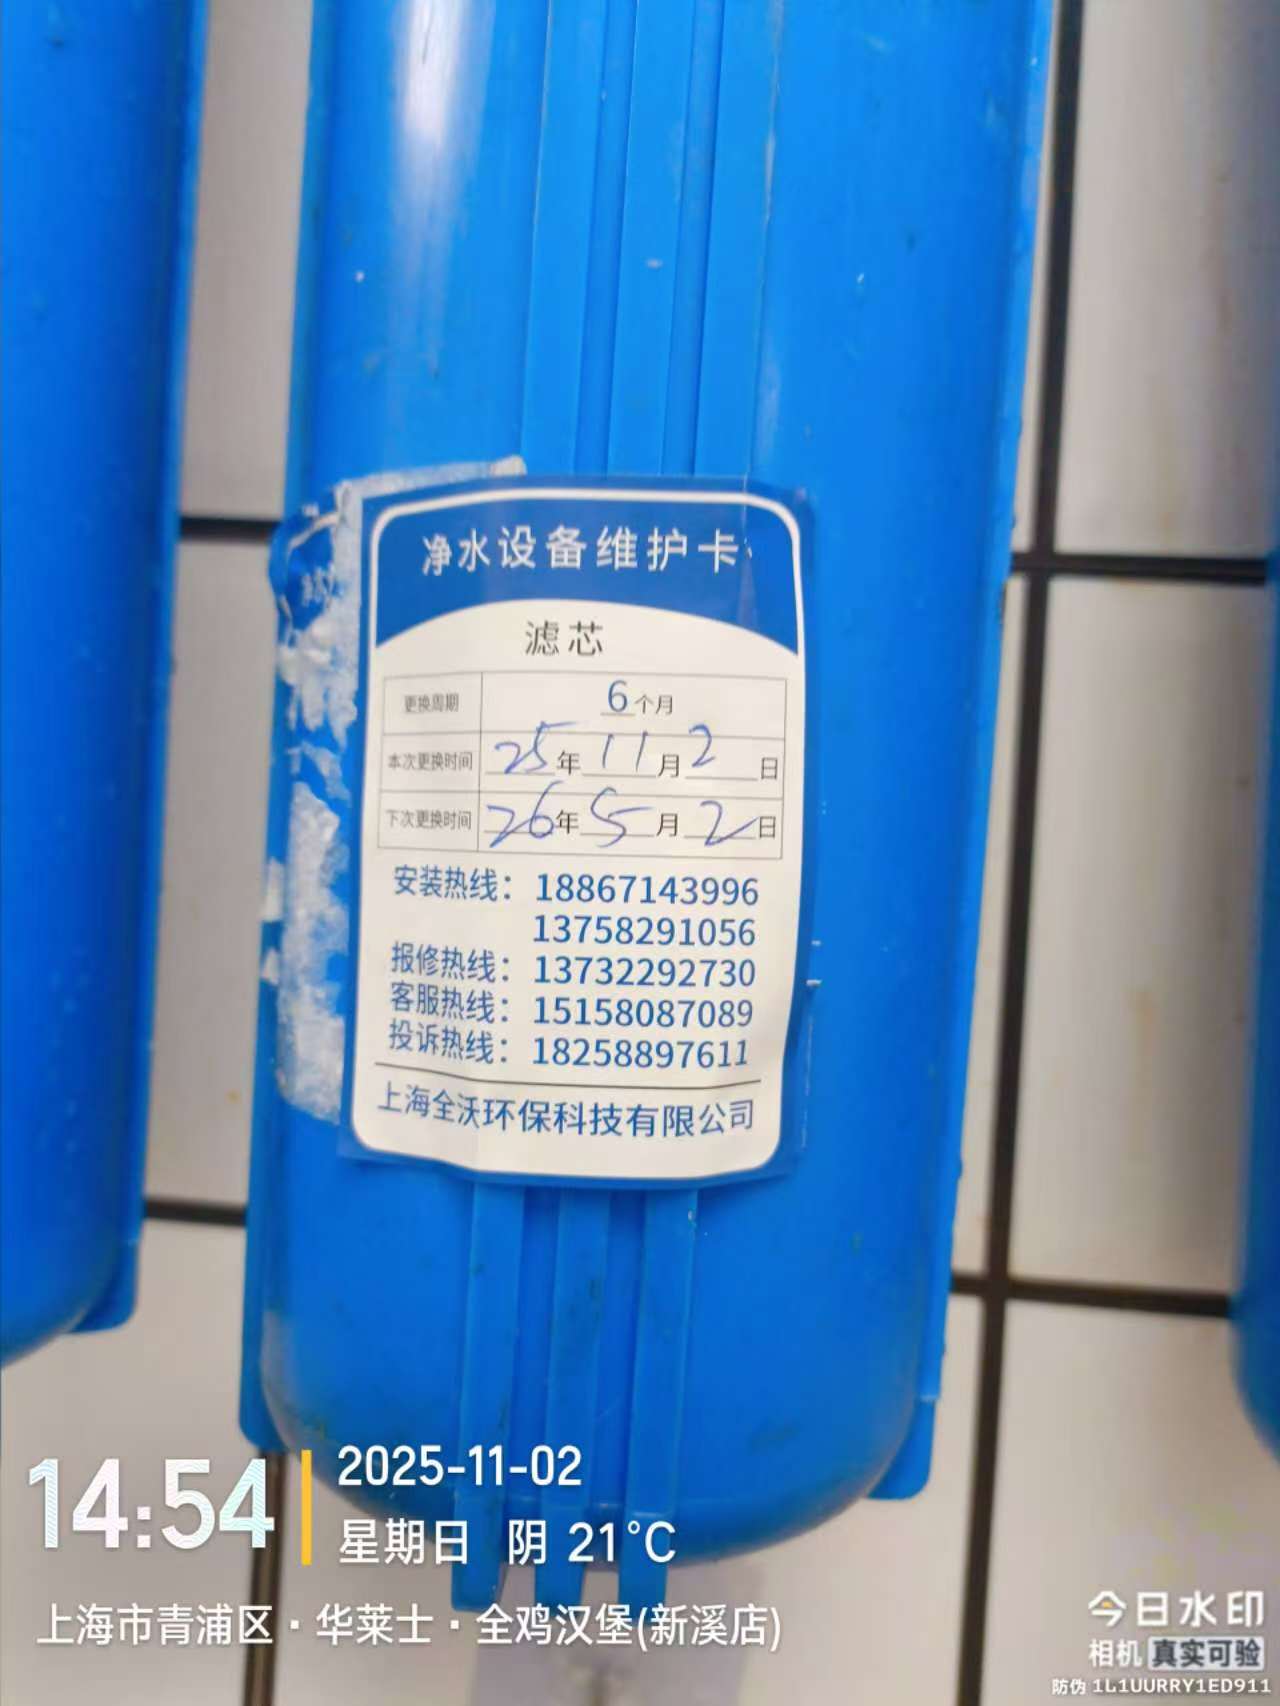 净水设备维护卡
滤芯
更换周期 6个月
本次更换时间 25年11月2日
下次更换时间 26年5月2日
安装热线：18867143996
13758291056
报修热线：13732292730
客服热线：15158087089
投诉热线：18258897611
上海全沃环保科技有限公司
14:54
2025-11-02
星期日 阴 21°C
上海市青浦区·华莱士·全鸡汉堡(新溪店)
今日水印
相机 真实可验
防伪 1L1UURRY1ED911